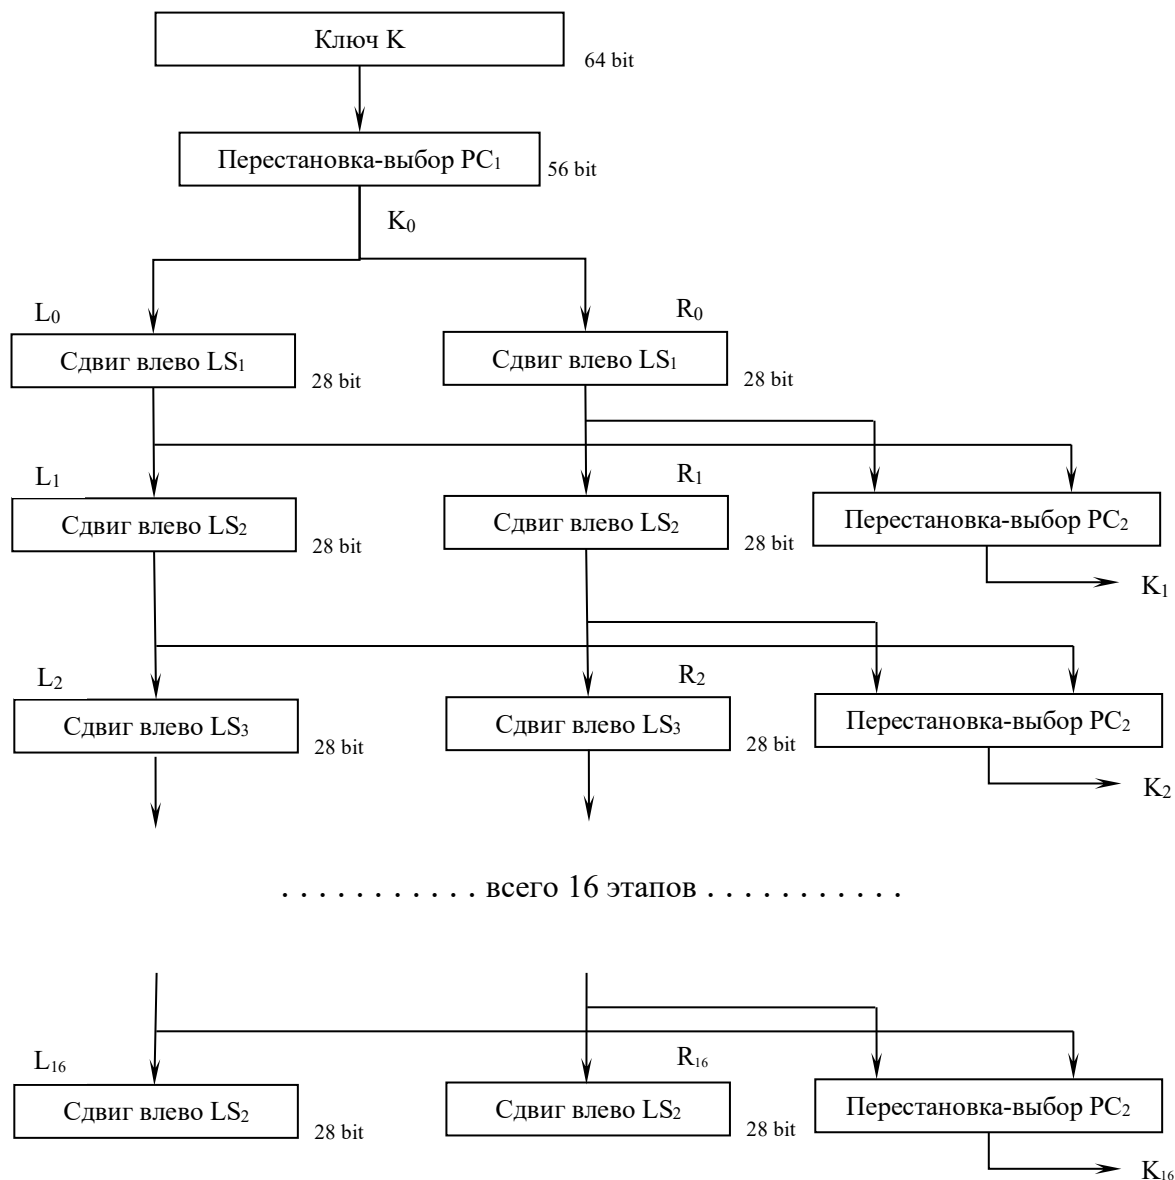 Ключ K
64 bit
Перестановка-выбор PC₁
56 bit
K₀
L₀
R₀
Сдвиг влево LS₁
28 bit
Сдвиг влево LS₁
28 bit
L₁
R₁
Сдвиг влево LS₂
28 bit
Сдвиг влево LS₂
28 bit
Перестановка-выбор PC₂
K₁
L₂
R₂
Сдвиг влево LS₃
28 bit
Сдвиг влево LS₃
28 bit
Перестановка-выбор PC₂
K₂
. . . . . . . . . . . всего 16 этапов . . . . . . . . . . .
L₁₆
R₁₆
Сдвиг влево LS₂
28 bit
Сдвиг влево LS₂
28 bit
Перестановка-выбор PC₂
K₁₆